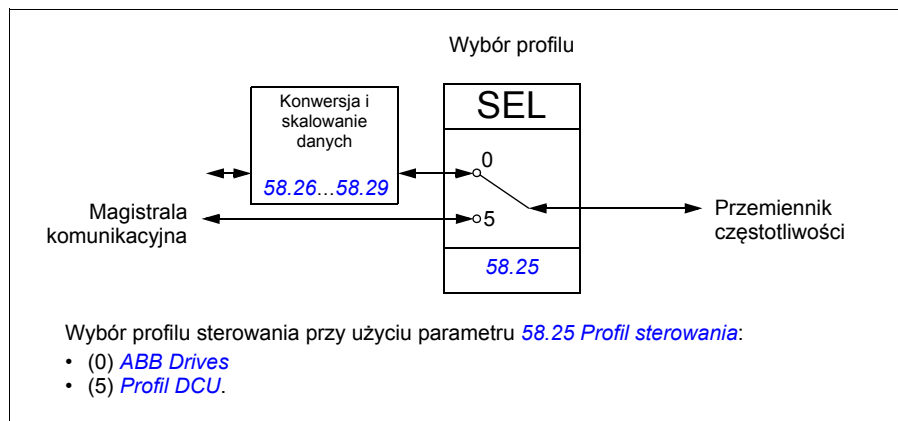 Wybór profilu
Konwersja i
skalowanie
danych
58.26...58.29
SEL
0
5
58.25
Magistrala
komunikacyjna
Przemiennik
częstotliwości
Wybór profilu sterowania przy użyciu parametru 58.25 Profil sterowania:
• (0) ABB Drives
• (5) Profil DCU.